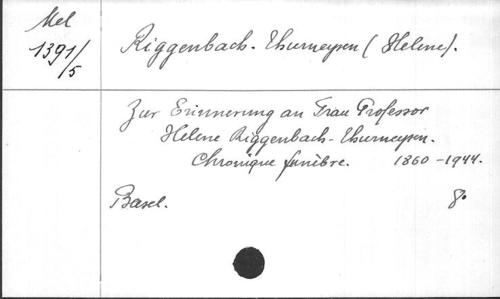 Mel
1391/5
Riggenbach-Thurneysen (Helene).
Zur Erinnerung an Frau Professor
Helene Riggenbach-Thurneysen.
Chronique funèbre. 1860-1944.
Basel. 8°